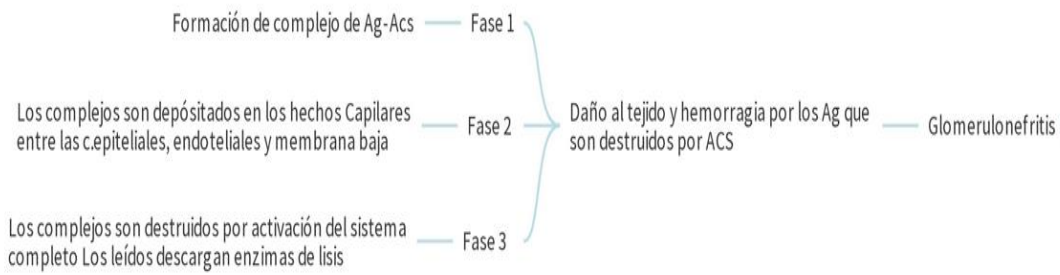 Formación de complejo de Ag-Acs
Fase 1
Los complejos son depósitados en los hechos Capilares
entre las c.epiteliales, endoteliales y membrana baja
Fase 2
Los complejos son destruidos por activación del sistema
completo Los leídos descargan enzimas de lisis
Fase 3
Daño al tejido y hemorragia por los Ag que
son destruidos por ACS
Glomerulonefritis